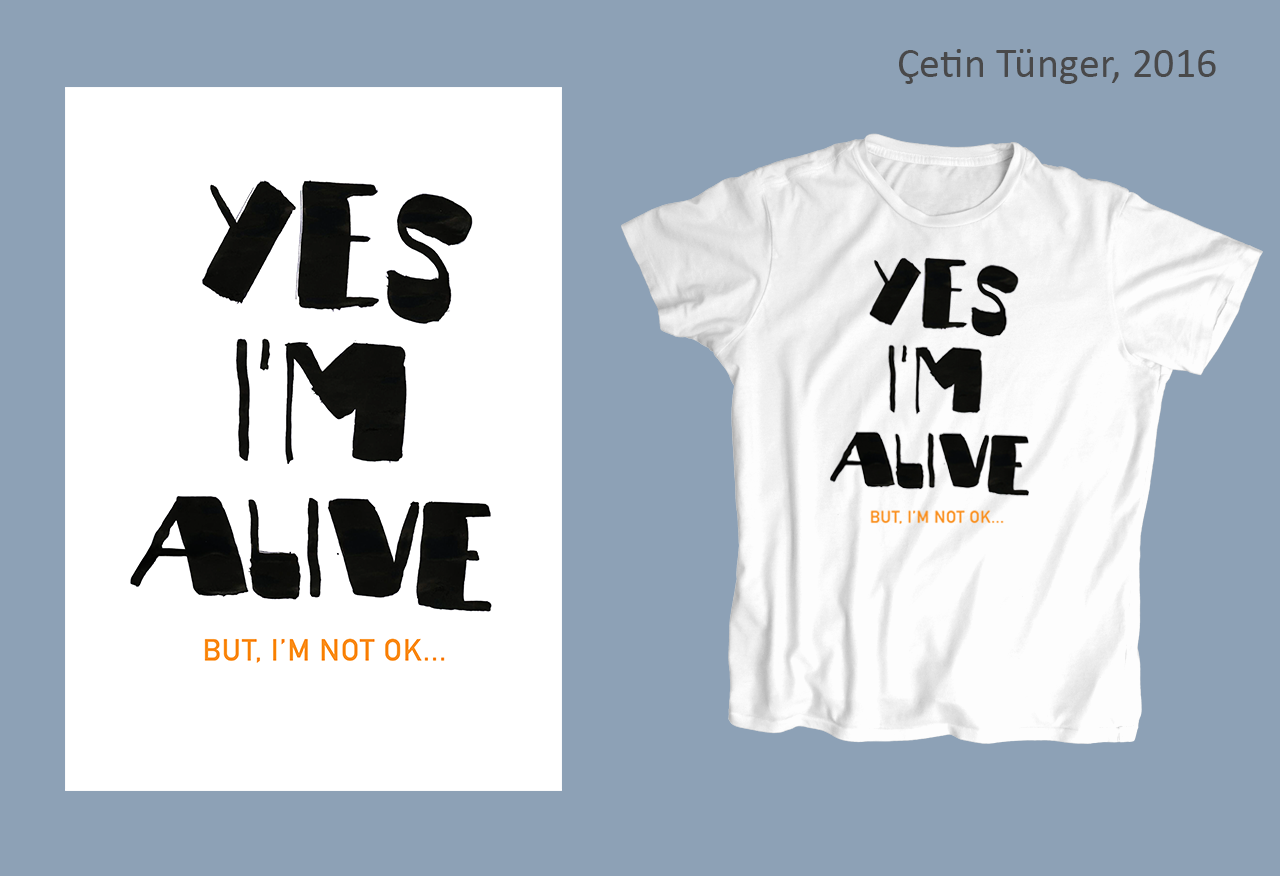 Çetin Tünger, 2016
YES
I'M
ALIVE
BUT, I'M NOT OK...
YES
I'M
ALIVE
BUT, I'M NOT OK...